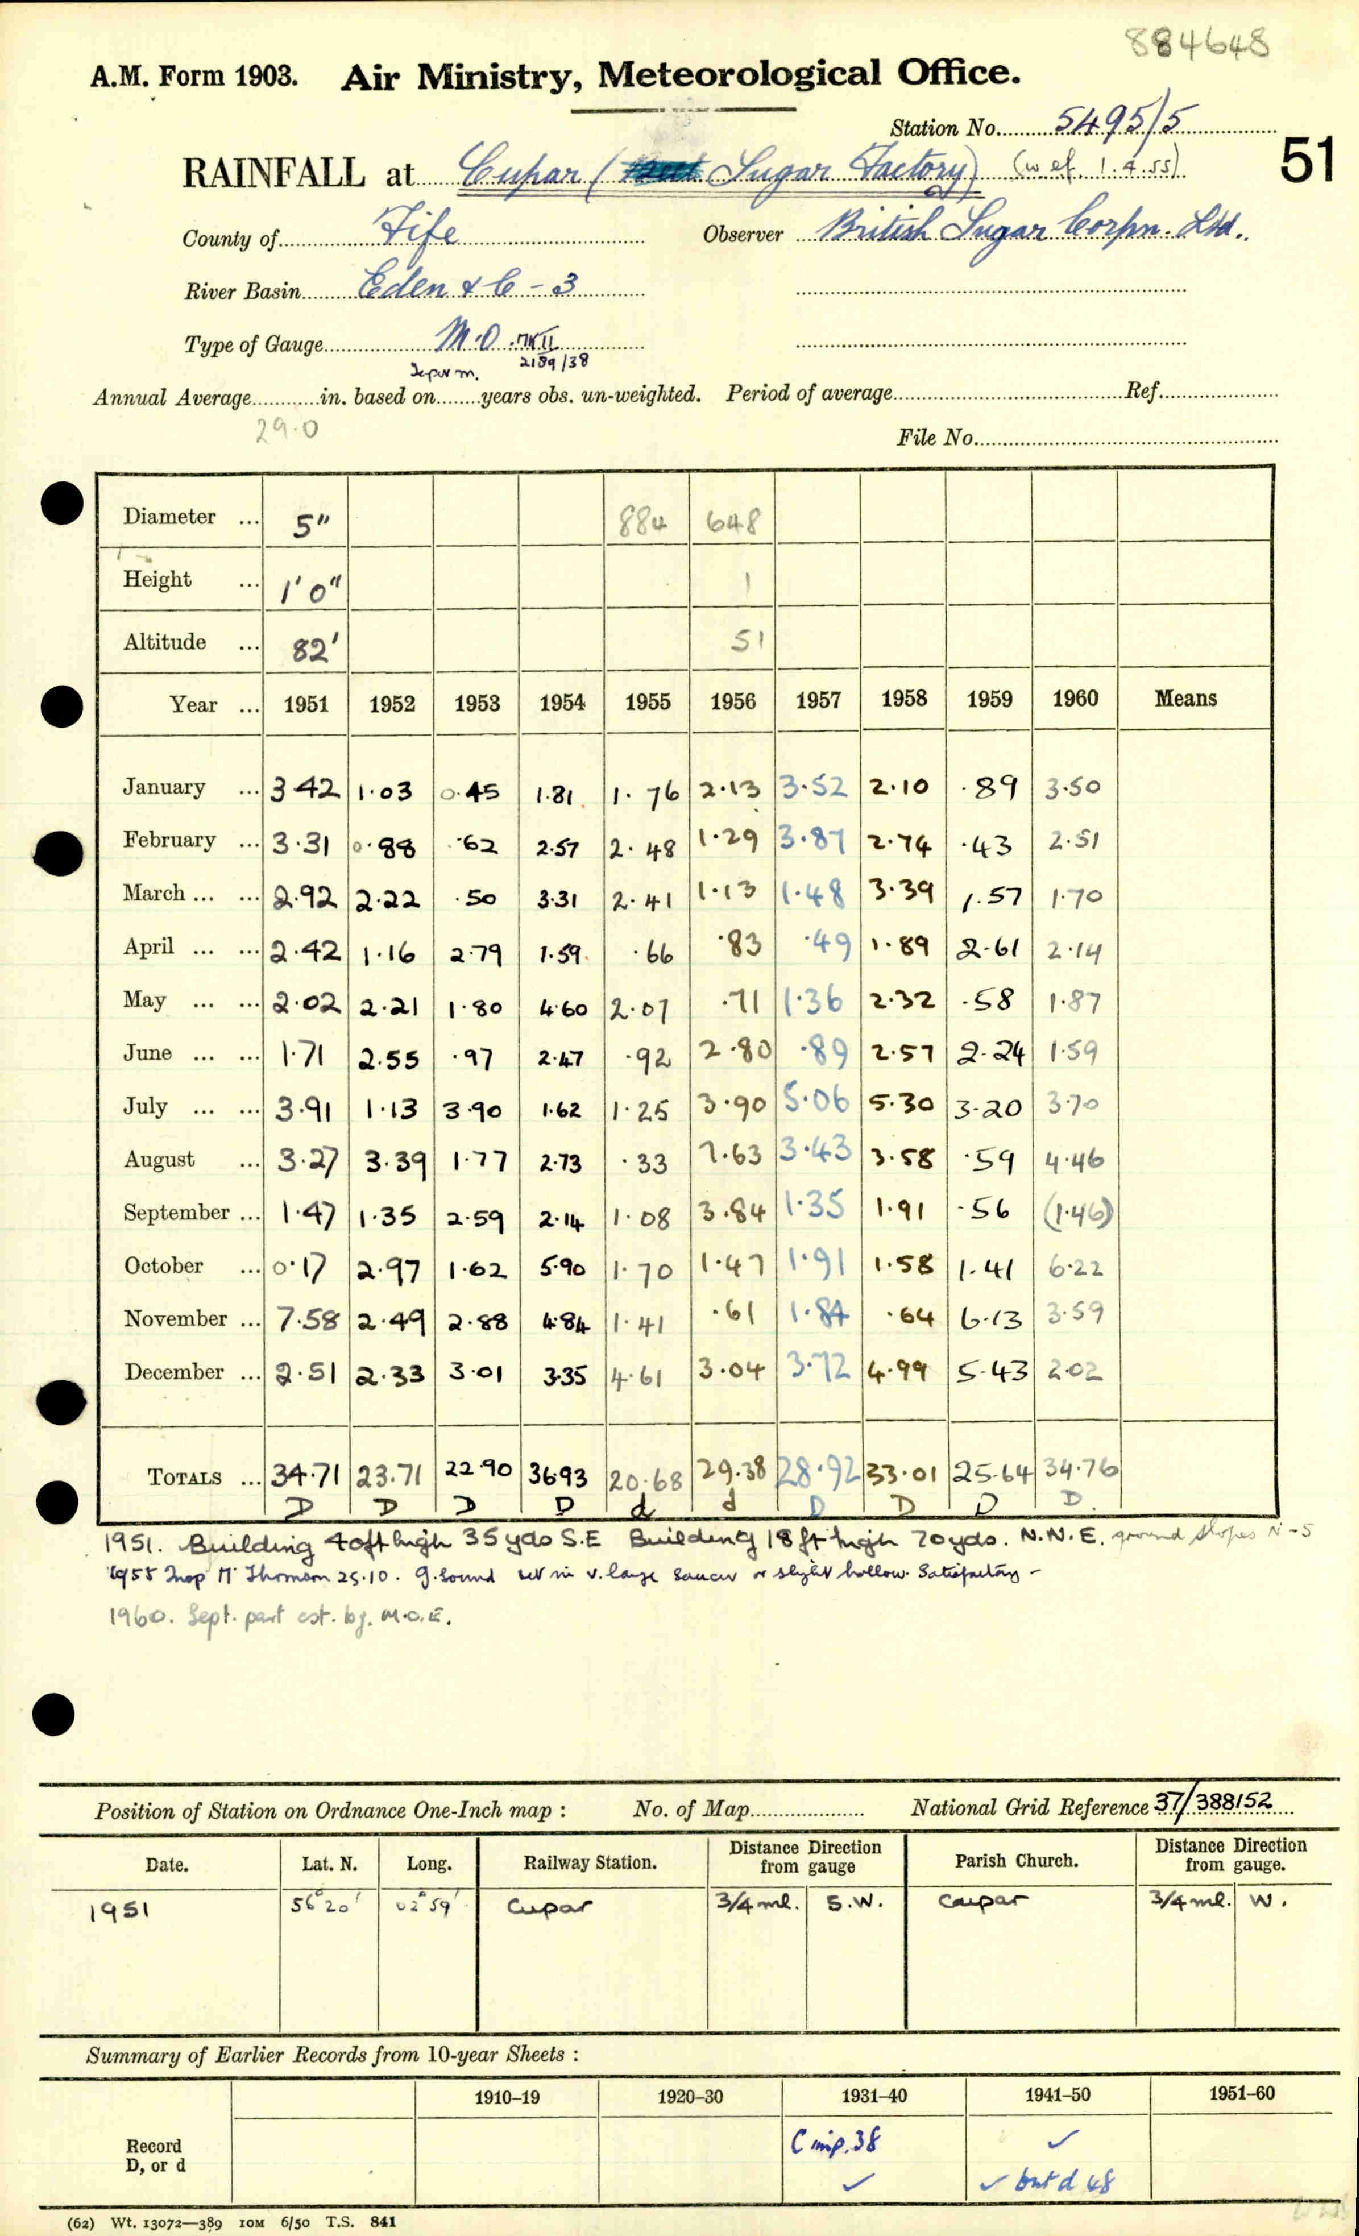 884648
A.M. Form 1903. Air Ministry, Meteorological Office.
Station No. 5495/5
RAINFALL at Cupar ( Sugar Factory) (w ef. 1.4.55) 51
County of Fife Observer British Sugar Corpn. Ltd.
River Basin Eden & C - 3
Type of Gauge M.O. MK II
2189/38
Annual Average in. based on years obs. un-weighted. Period of average Ref.
29.0
File No.
Diameter ... 5" 884 648
Height ... 1' 0" 1
Altitude ... 82' 51
Year ... 1951 1952 1953 1954 1955 1956 1957 1958 1959 1960 Means
January ... 3.42 1.03 0.45 1.81 1.76 2.13 3.52 2.10 .89 3.50
February ... 3.31 0.88 .62 2.57 2.48 1.29 3.87 2.74 .43 2.51
March ... ... 2.92 2.22 .50 3.31 2.41 1.13 1.48 3.39 1.57 1.70
April ... ... 2.42 1.16 2.79 1.59 .66 .83 .49 1.89 2.61 2.14
May ... ... 2.02 2.21 1.80 4.60 2.07 .71 1.36 2.32 .58 1.87
June ... ... 1.71 2.55 .97 2.47 .92 2.80 .89 2.57 2.24 1.59
July ... ... 3.91 1.13 3.90 1.62 1.25 3.90 5.06 5.30 3.20 3.70
August ... 3.27 3.39 1.77 2.73 .33 7.63 3.43 3.58 .59 4.46
September ... 1.47 1.35 2.59 2.14 1.08 3.84 1.35 1.91 .56 (1.46)
October ... 0.17 2.97 1.62 5.90 1.70 1.47 1.91 1.58 1.41 6.22
November ... 7.58 2.49 2.88 4.84 1.41 .61 1.84 .64 6.13 3.59
December ... 2.51 2.33 3.01 3.35 4.61 3.04 3.72 4.99 5.43 2.02
TOTALS ... 34.71 23.71 22.90 36.93 20.68 29.38 28.92 33.01 25.64 34.76
D D D D d d D D D D.
1951. Building 40ft high 35 yds S.E Building 18 ft high 70 yds. N.N.E. ground slopes N-S
1955 Insp Mr Thomson 25.10. Ground set in v. large saucer or slight hollow. Satisfactory -
1960. Sept. part est. by. M.O.E.
Position of Station on Ordnance One-Inch map : No. of Map National Grid Reference 37/388152
Date. Lat. N. Long. Railway Station. Distance from gauge Direction Parish Church. Distance Direction from gauge.
1951 56° 20' 02° 59' Cupar 3/4 ml. S.W. Cupar 3/4 ml. W.
Summary of Earlier Records from 10-year Sheets :
1910-19 1920-30 1931-40 1941-50 1951-60
Record
D, or d
C inip. 38 ✓
✓ ✓ but d 48
(62) Wt. 13072—389 10M 6/50 T.S. 841